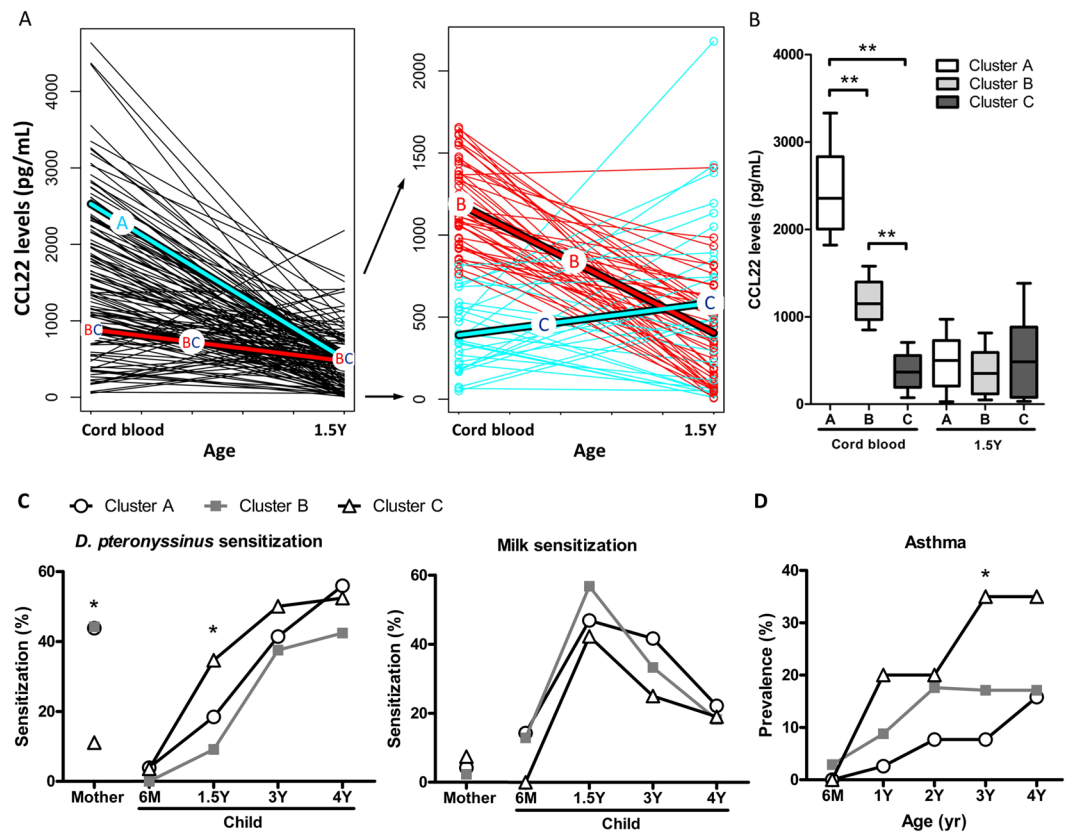 A
CCL22 levels (pg/mL)
4000
3000
2000
1000
0
A
BC
BC
BC
Cord blood
1.5Y
Age
2000
1500
1000
500
0
B
B
C
C
Cord blood
1.5Y
Age
B
CCL22 levels (pg/mL)
4000
3000
2000
1000
0
**
**
**
Cluster A
Cluster B
Cluster C
A B C A B C
Cord blood 1.5Y
C
Cluster A Cluster B Cluster C
D. pteronyssinus sensitization
Sensitization (%)
60
40
20
0
*
*
Mother 6M 1.5Y 3Y 4Y
Child
Milk sensitization
Sensitization (%)
60
40
20
0
Mother 6M 1.5Y 3Y 4Y
Child
D
Asthma
Prevalence (%)
40
30
20
10
0
*
6M 1Y 2Y 3Y 4Y
Age (yr)